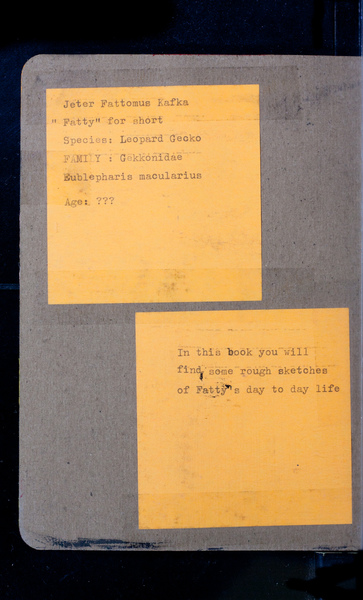 Jeter Fattomus Kafka
" Fatty" for short
Species: Leopard Gecko
FAMILY : Gekkonidae
Eublepharis macularius
Age: ???
In this book you will
find some rough sketches
of Fatty's day to day life